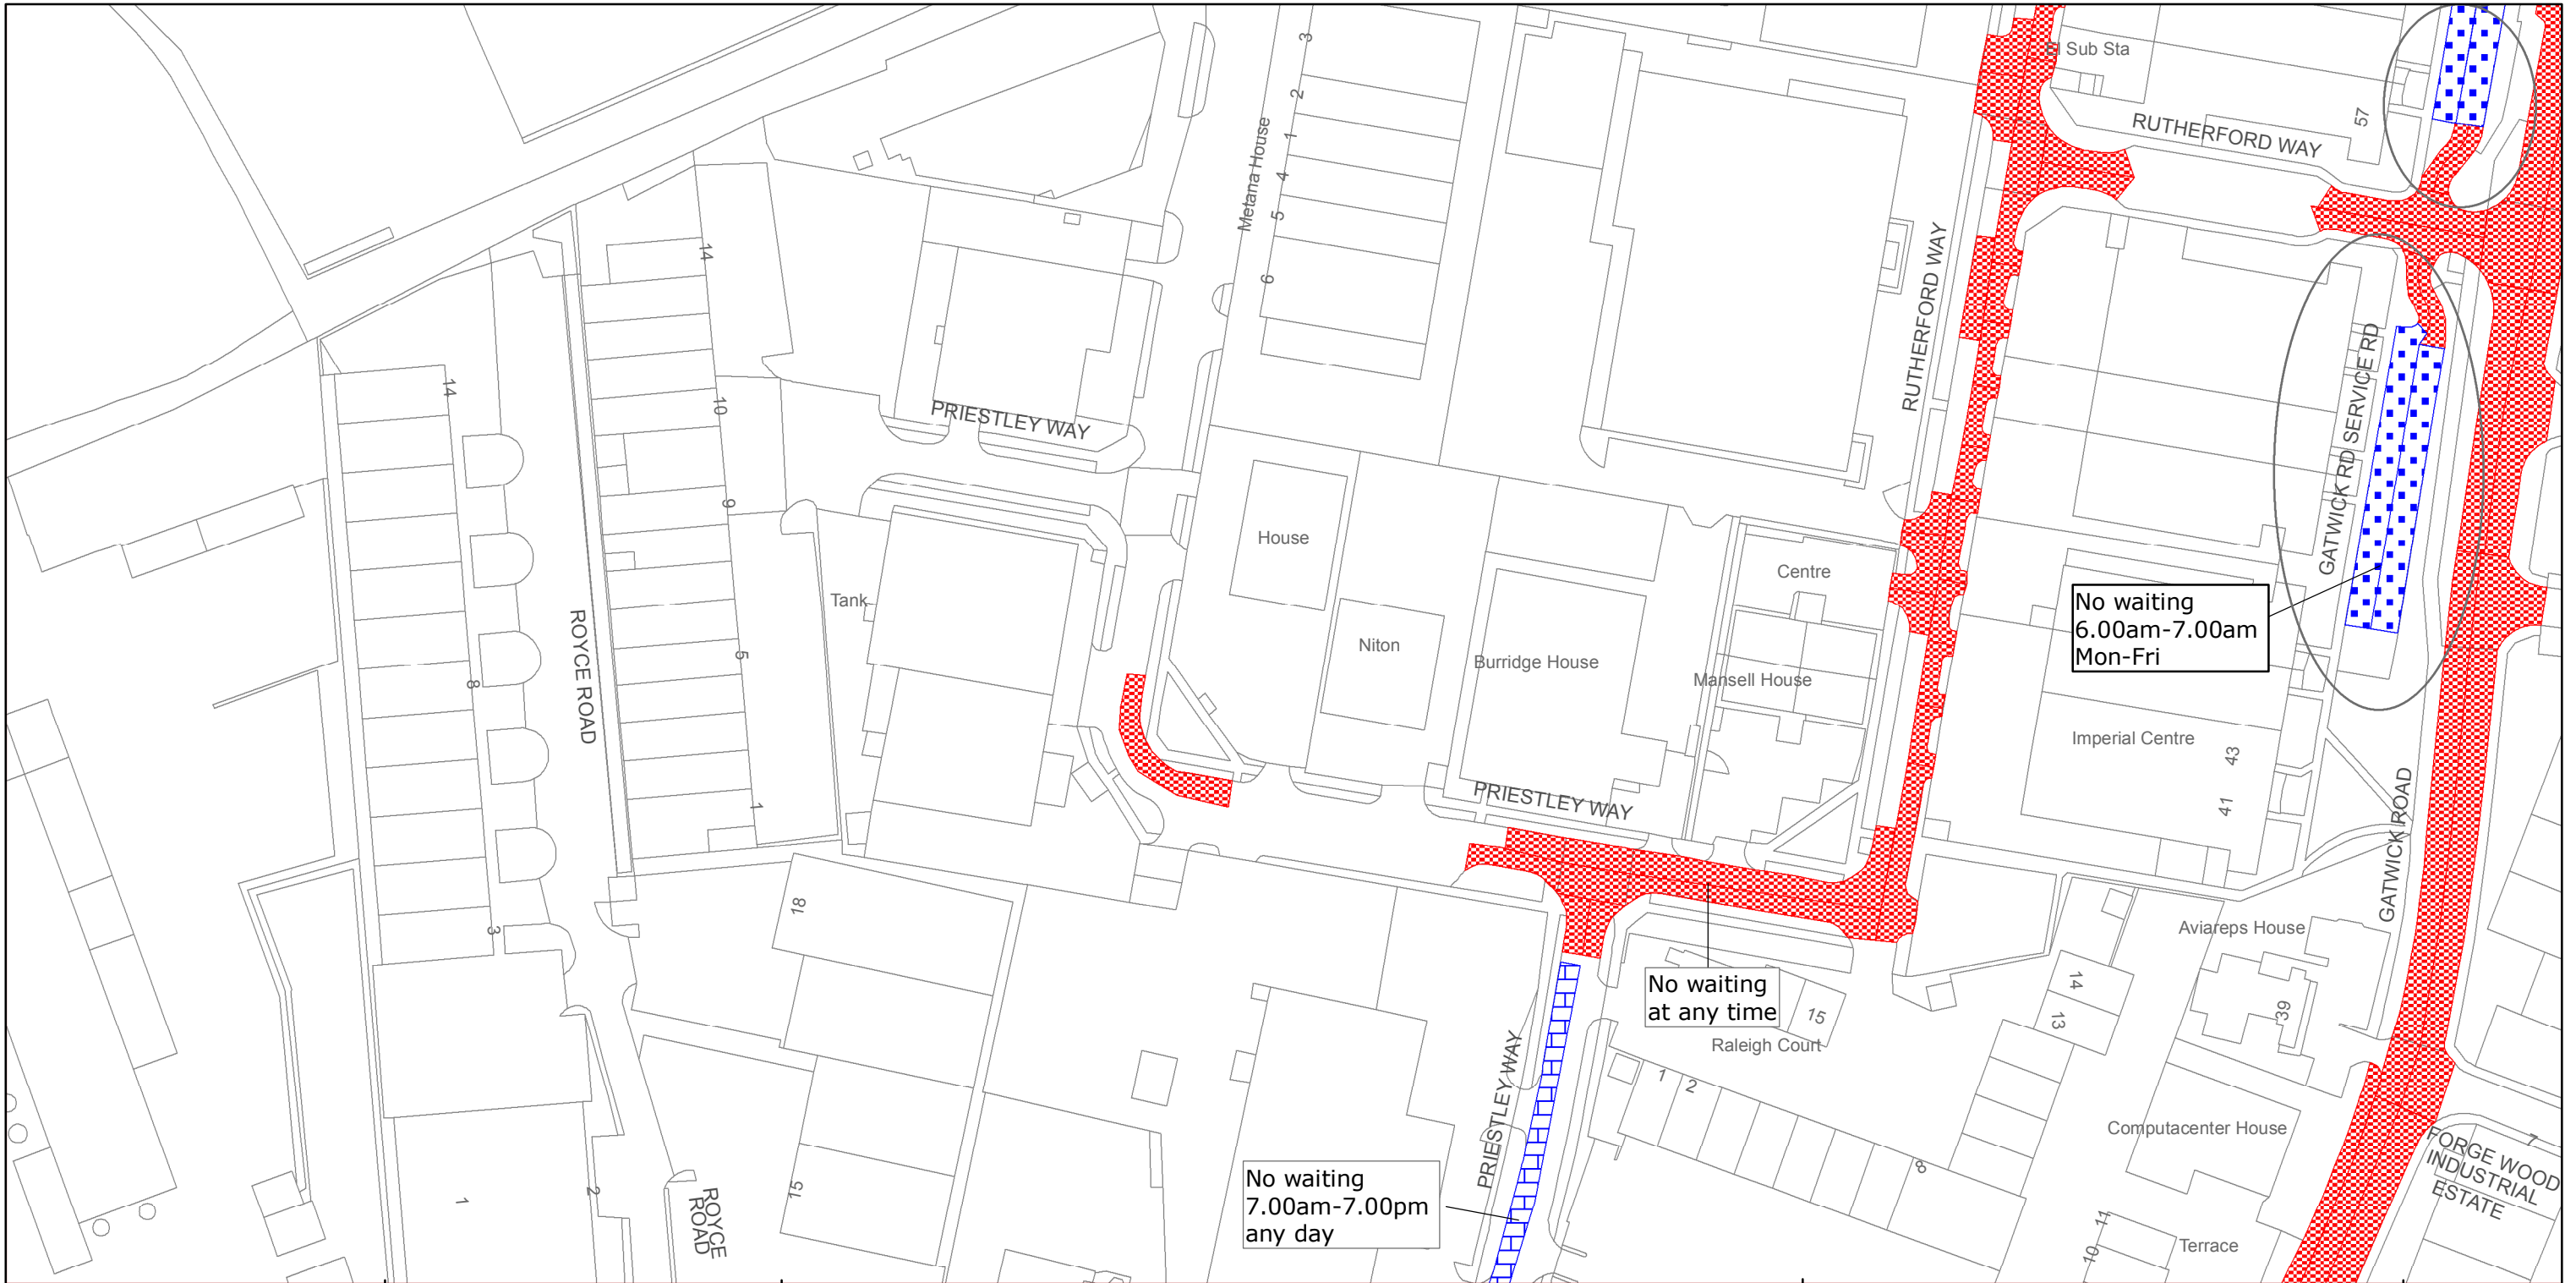 El Sub Sta
57
RUTHERFORD WAY
3
2
1
4
5
6
Metana House
RUTHERFORD WAY
14
10
9
5
1
14
8
3
ROYCE ROAD
PRIESTLEY WAY
Tank
House
Niton
Burridge House
Centre
Mansell House
GATWICK RD SERVICE RD
No waiting
6.00am-7.00am
Mon-Fri
Imperial Centre
43
41
GATWICK ROAD
PRIESTLEY WAY
No waiting
at any time
15
Raleigh Court
1
2
8
14
13
Aviareps House
39
Computacenter House
7
FORGE WOOD
INDUSTRIAL
ESTATE
11
10
Terrace
18
15
1
2
ROYCE
ROAD
PRIESTLEY WAY
No waiting
7.00am-7.00pm
any day